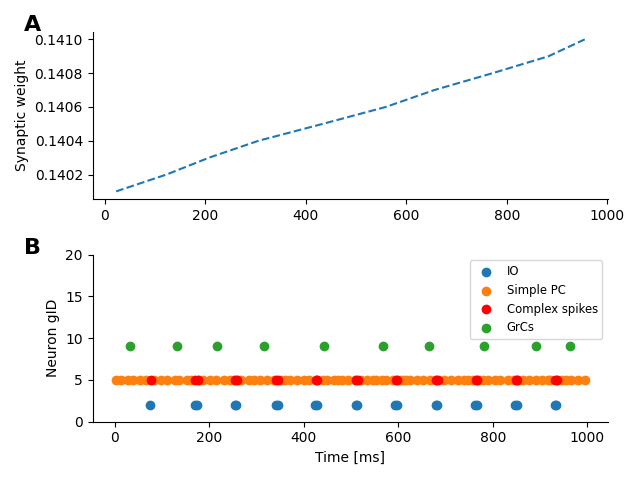 A
Synaptic weight
0.1410
0.1408
0.1406
0.1404
0.1402
0 200 400 600 800 1000
B
Neuron gID
20
15
10
5
0
IO
Simple PC
Complex spikes
GrCs
0 200 400 600 800 1000
Time [ms]